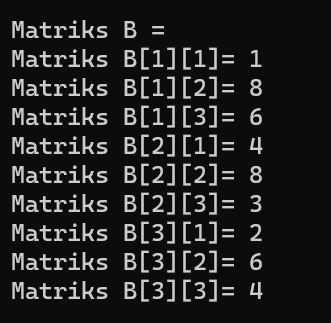 Matriks B =
Matriks B[1][1]= 1
Matriks B[1][2]= 8
Matriks B[1][3]= 6
Matriks B[2][1]= 4
Matriks B[2][2]= 8
Matriks B[2][3]= 3
Matriks B[3][1]= 2
Matriks B[3][2]= 6
Matriks B[3][3]= 4